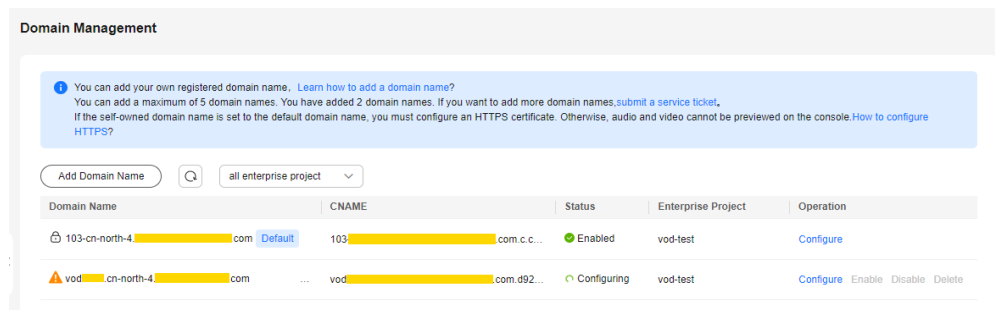 Domain Management
You can add your own registered domain name, Learn how to add a domain name?
You can add a maximum of 5 domain names. You have added 2 domain names. If you want to add more domain names,submit a service ticket。
If the self-owned domain name is set to the default domain name, you must configure an HTTPS certificate. Otherwise, audio and video cannot be previewed on the console.How to configure
HTTPS?
Add Domain Name all enterprise project
Domain Name CNAME Status Enterprise Project Operation
103-cn-north-4. com Default 103- .com.c.c... Enabled vod-test Configure
vod .cn-north-4. com ... vod .com.d92... Configuring vod-test Configure Enable Disable Delete